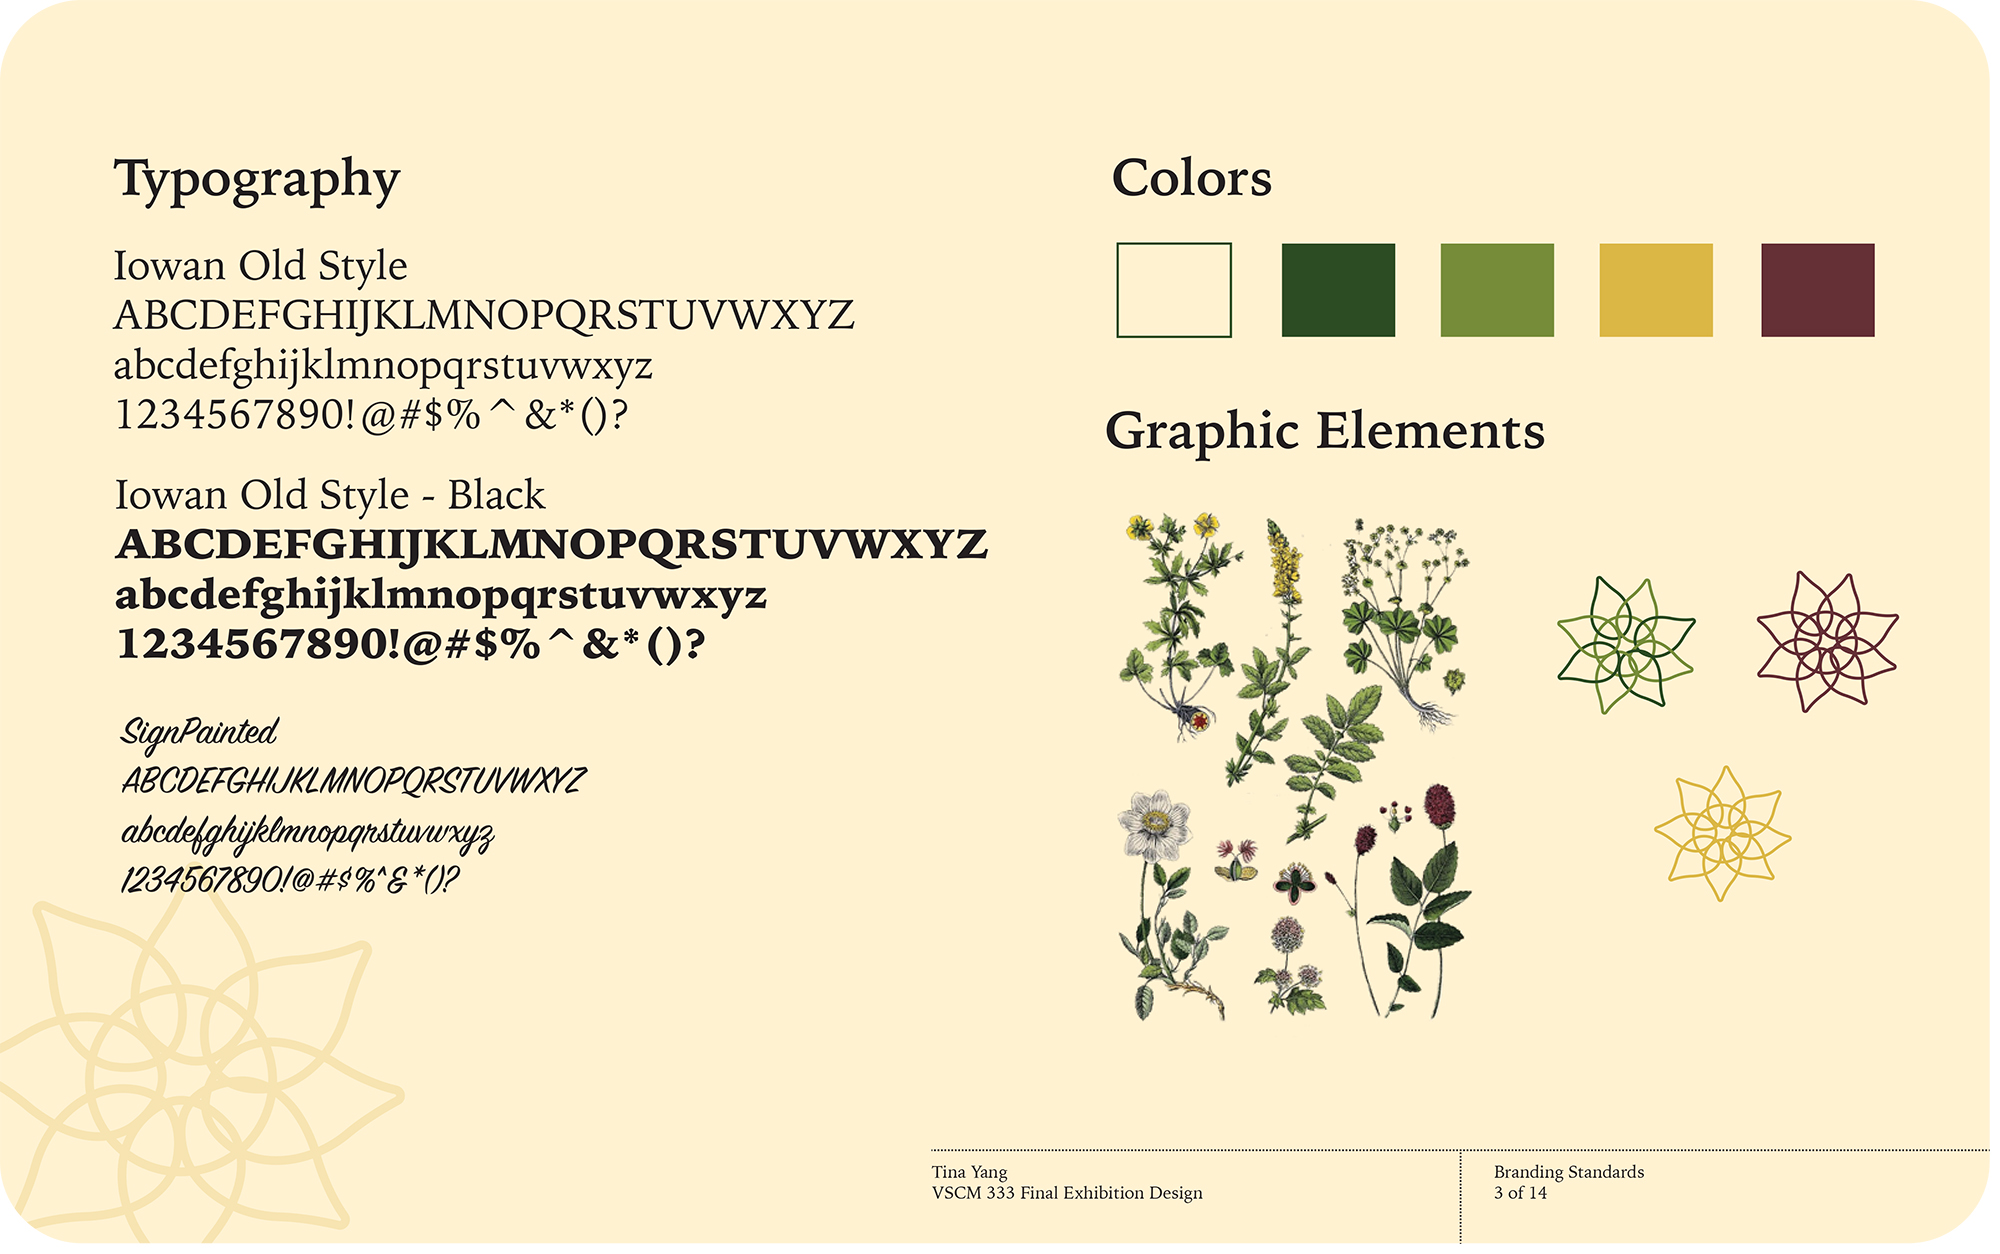 Typography
Iowan Old Style
ABCDEFGHIJKLMNOPQRSTUVWXYZ
abcdefghijklmnopqrstuvwxyz
1234567890!@#$%^&*()?
Iowan Old Style - Black
ABCDEFGHIJKLMNOPQRSTUVWXYZ
abcdefghijklmnopqrstuvwxyz
1234567890!@#$%^&*()?
SignPainted
ABCDEFGHIJKLMNOPQRSTUVWXYZ
abcdefghijklmnopqrstuvwxyz
1234567890!@#$%^&*()?
Colors
Graphic Elements
Tina Yang
VSCM 333 Final Exhibition Design
Branding Standards
3 of 14